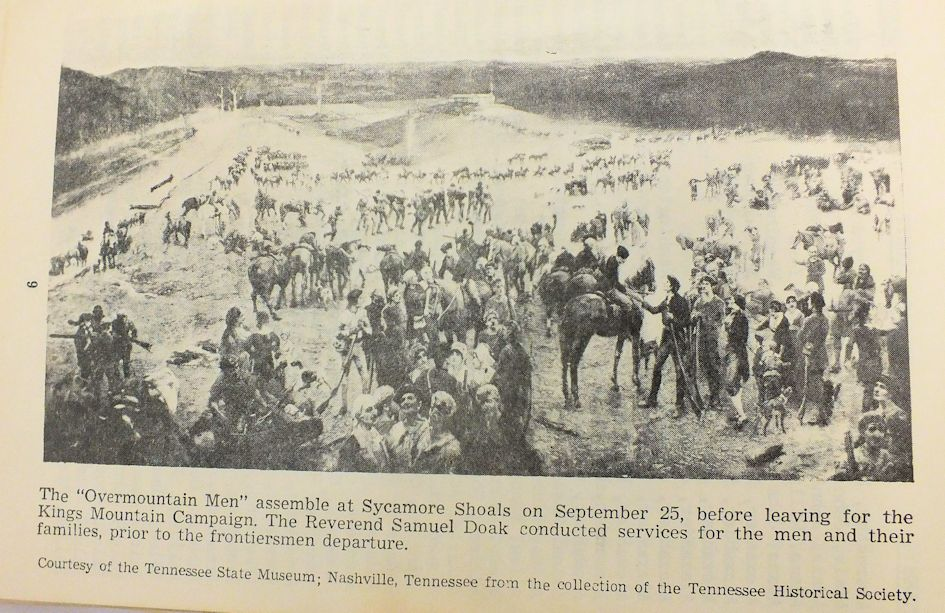 The "Overmountain Men" assemble at Sycamore Shoals on September 25, before leaving for the
Kings Mountain Campaign. The Reverend Samuel Doak conducted services for the men and their
families, prior to the frontiersmen departure.
Courtesy of the Tennessee State Museum; Nashville, Tennessee from the collection of the Tennessee Historical Society.
6